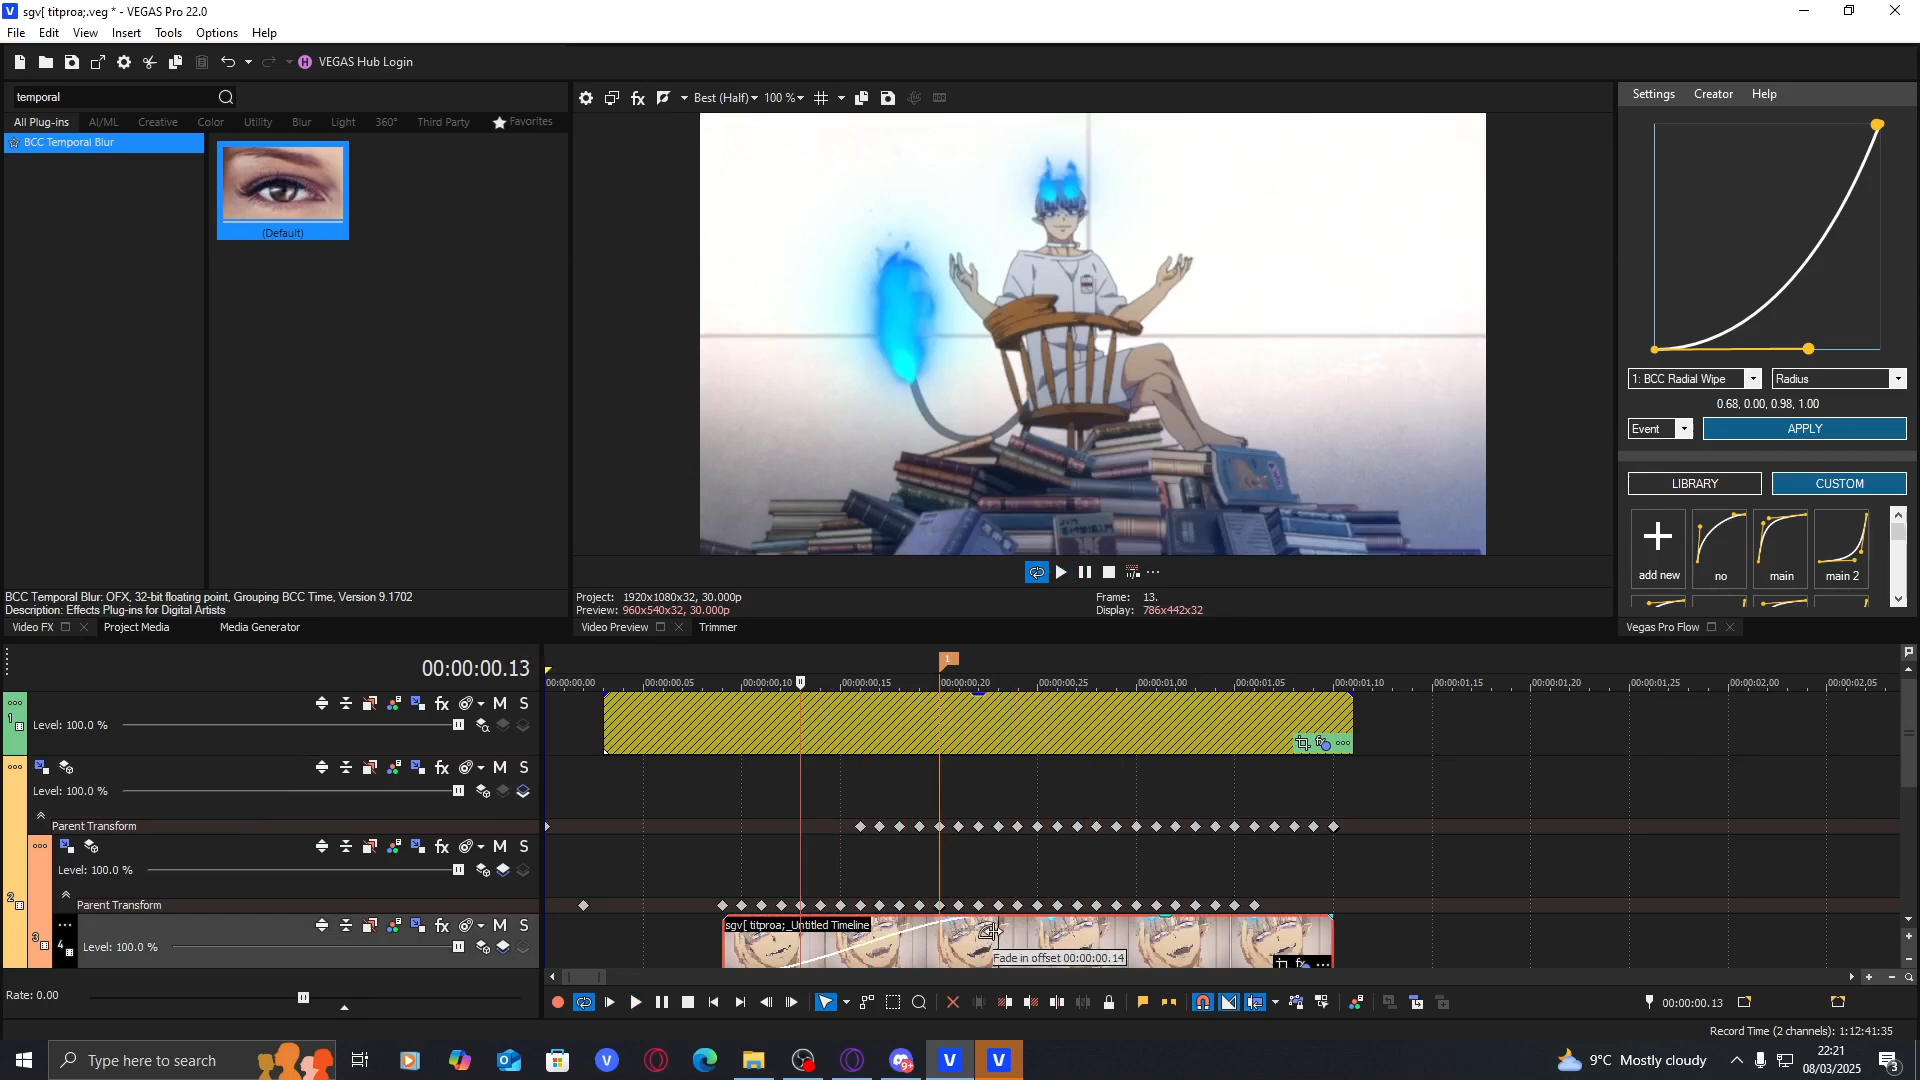 sgv[ titproa;.veg * - VEGAS Pro 22.0
File Edit View Insert Tools Options Help
VEGAS Hub Login
temporal
All Plug-ins AI/ML Creative Color Utility Blur Light 360° Third Party Favorites
BCC Temporal Blur
(Default)
BCC Temporal Blur: OFX, 32-bit floating point, Grouping BCC Time, Version 9.1702
Description: Effects Plug-ins for Digital Artists
Video FX Project Media Media Generator
Best (Half) 100 %
Project: 1920x1080x32, 30.000p
Preview: 960x540x32, 30.000p
Frame: 13.
Display: 786x442x32
Video Preview Trimmer
Settings Creator Help
1: BCC Radial Wipe Radius
0.68, 0.00, 0.98, 1.00
Event APPLY
LIBRARY CUSTOM
add new no main main 2
Vegas Pro Flow
00:00:00.13
1
00:00:00.00 00:00:00.05 00:00:00.10 00:00:00.15 00:00:00.20 00:00:00.25 00:00:01.00 00:00:01.05 00:00:01.10 00:00:01.15 00:00:01.20 00:00:01.25 00:00:02.00 00:00:02.05
1 Level: 100.0 % M S
M S
Level: 100.0 %
Parent Transform
M S
Level: 100.0 %
2 Parent Transform
M S
3 4 Level: 100.0 %
sgv[ titproa;_Untitled Timeline
Fade in offset 00:00:00.14
Rate: 0.00
00:00:00.13
Record Time (2 channels): 1:12:41:35
Type here to search
9+
9°C Mostly cloudy
22:21
08/03/2025
3